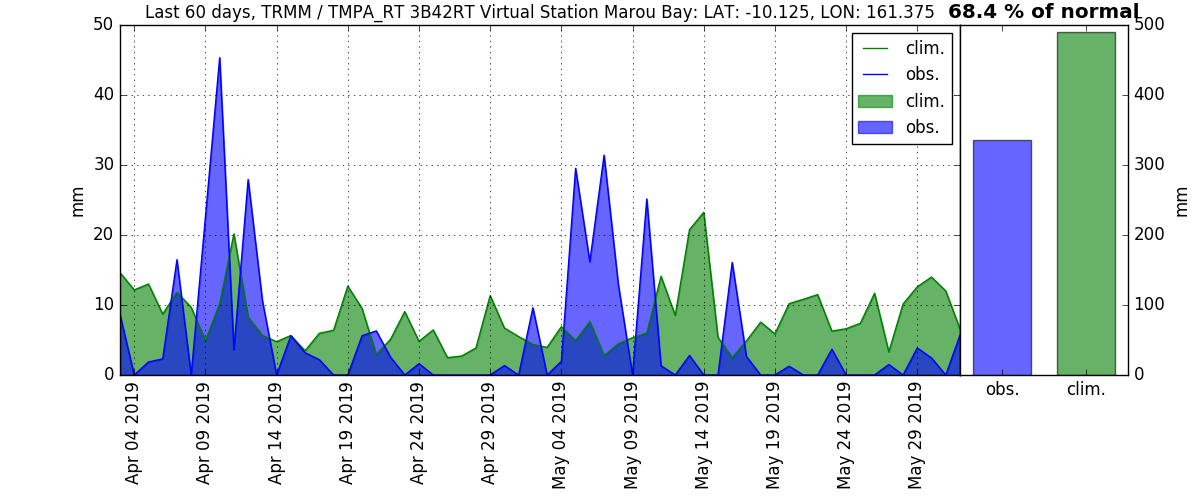 Last 60 days, TRMM / TMPA_RT 3B42RT Virtual Station Marou Bay: LAT: -10.125, LON: 161.375
68.4 % of normal
50
40
30
20
10
0
mm
clim.
obs.
clim.
obs.
Apr 04 2019
Apr 09 2019
Apr 14 2019
Apr 19 2019
Apr 24 2019
Apr 29 2019
May 04 2019
May 09 2019
May 14 2019
May 19 2019
May 24 2019
May 29 2019
500
400
300
200
100
0
mm
obs.
clim.